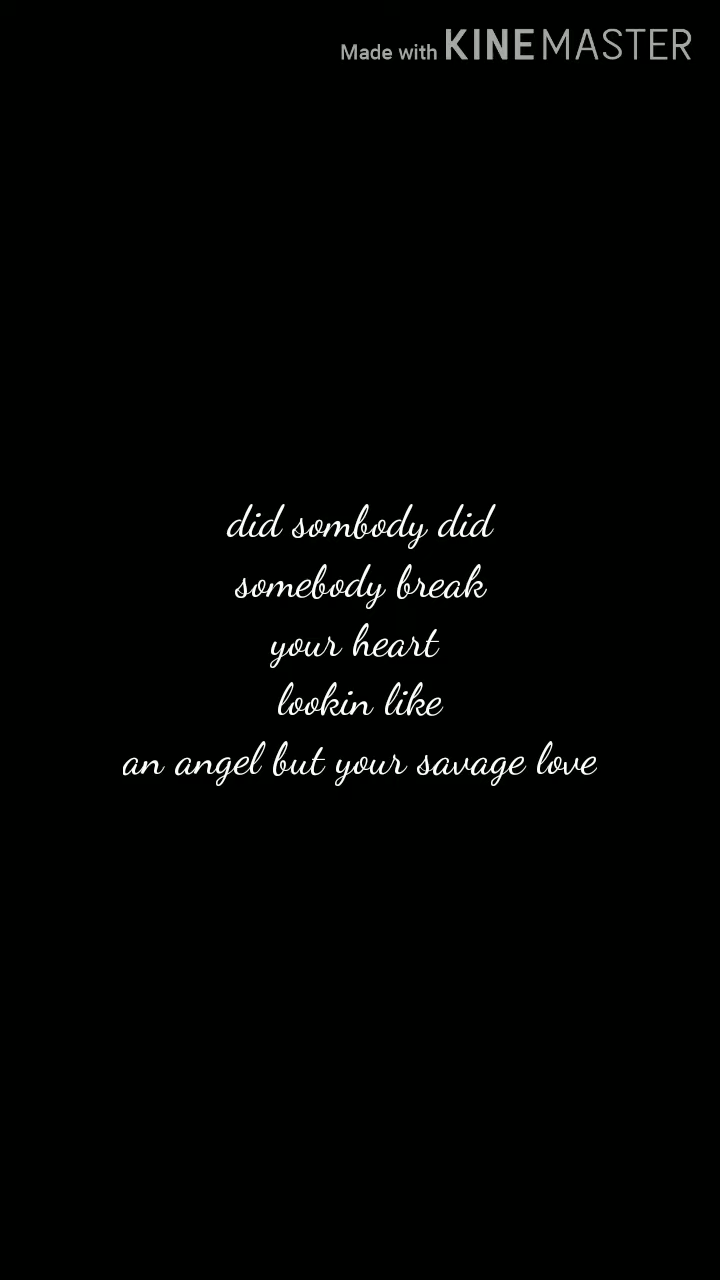 Made with KINEMASTER
did sombody did
somebody break
your heart
lookin like
an angel but your savage love